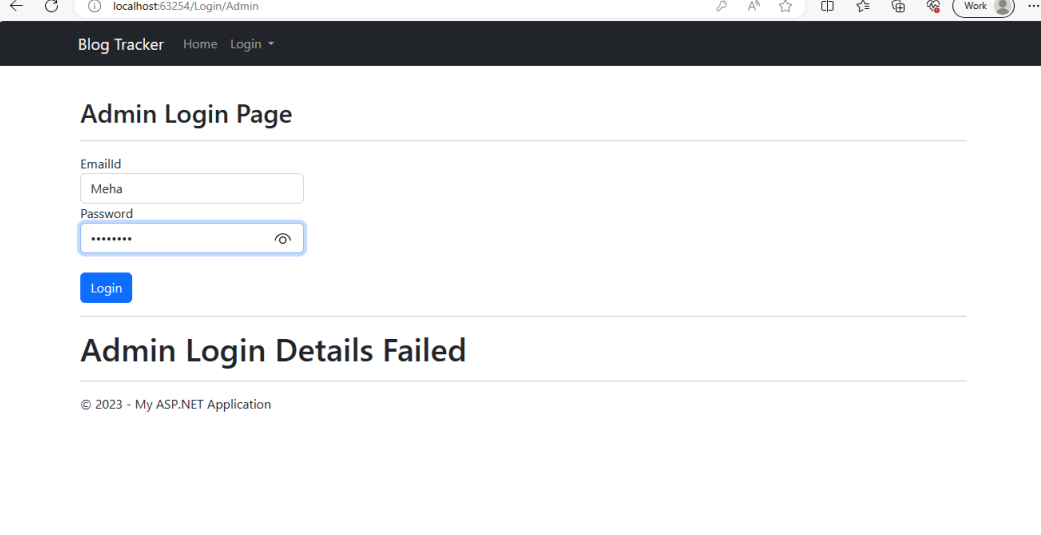 localhost:63254/Login/Admin
Work
Blog Tracker Home Login
Admin Login Page
EmailId
Meha
Password
••••••••
Login
Admin Login Details Failed
© 2023 - My ASP.NET Application